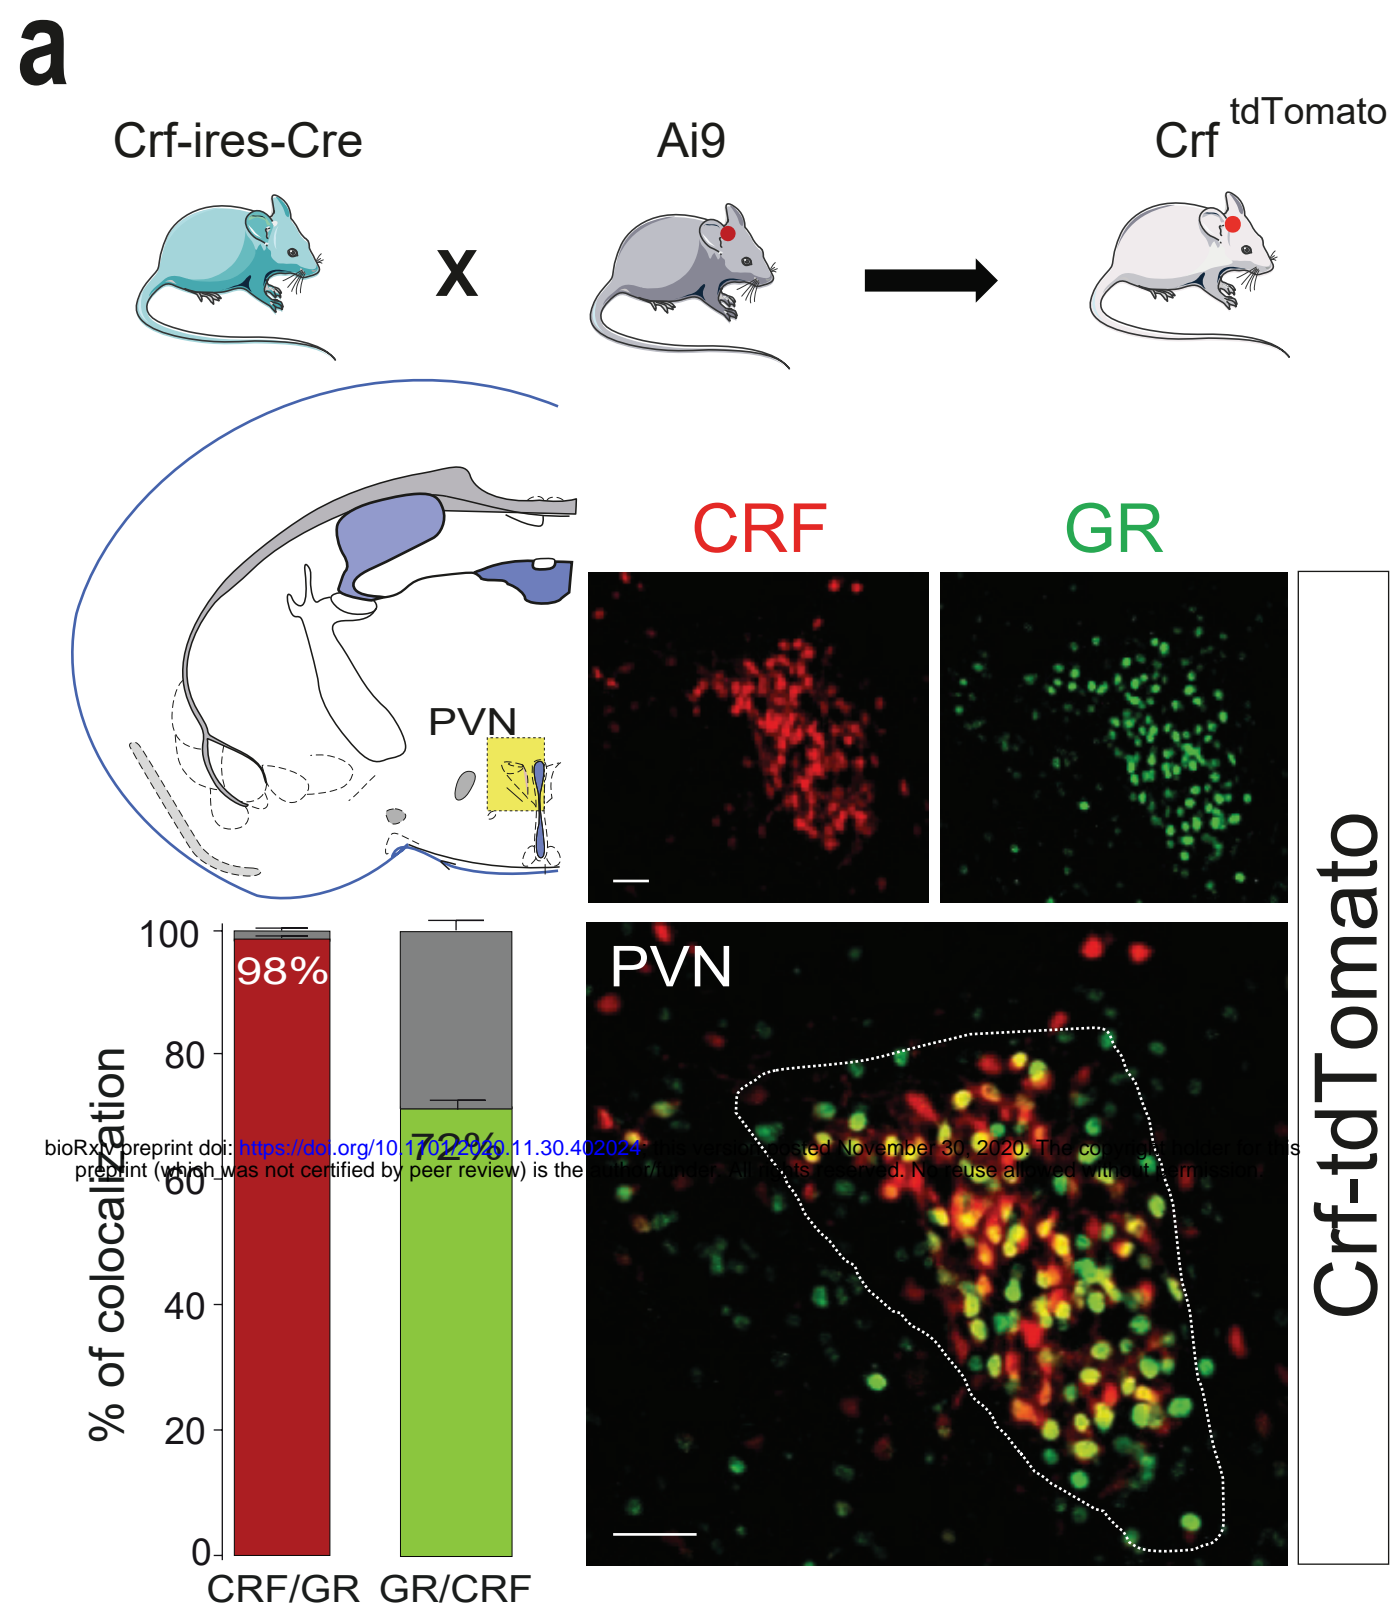 a
Crf-ires-Cre
Ai9
Crf tdTomato
X
PVN
CRF
GR
PVN
Crf-tdTomato
% of colocalization
100
80
60
40
20
0
98%
72%
CRF/GR
GR/CRF
bioRxiv preprint doi: https://doi.org/10.1101/2020.11.30.402024; this version posted November 30, 2020. The copyright holder for this
preprint (which was not certified by peer review) is the author/funder. All rights reserved. No reuse allowed without permission.